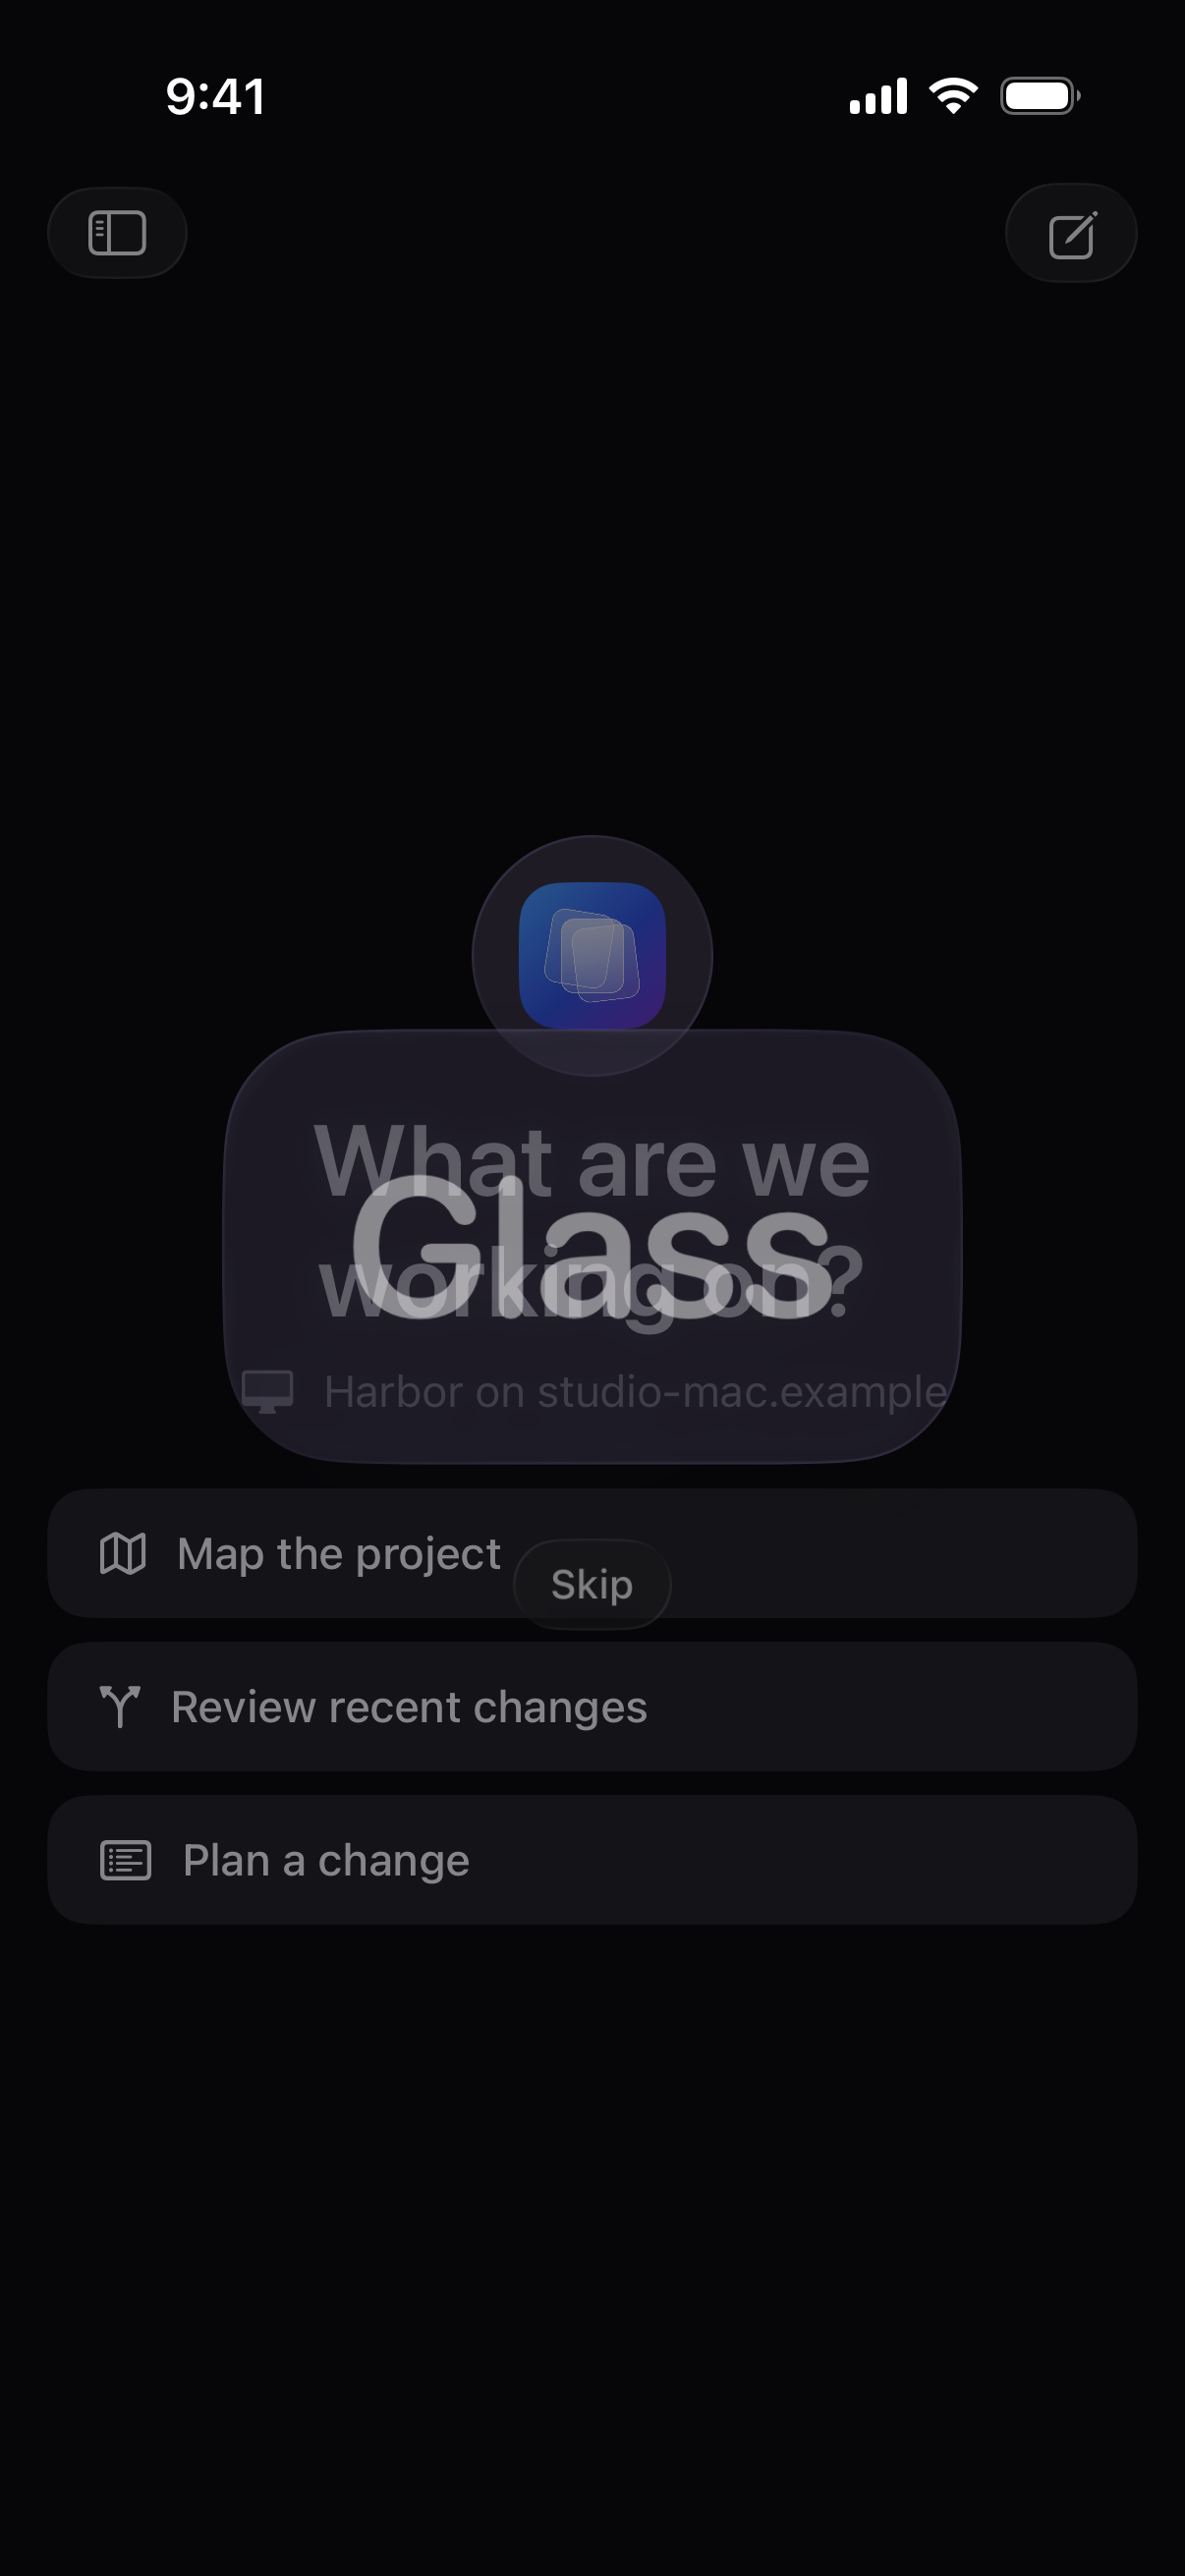 9:41
What are we
Glass
working on?
Harbor on studio-mac.example
Map the project
Skip
Review recent changes
Plan a change